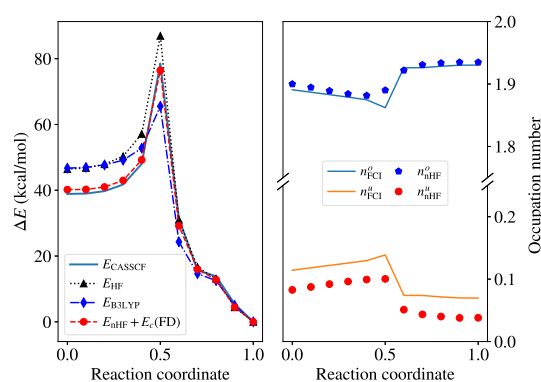 ΔE (kcal/mol)
80
60
40
20
0
E_CASSCF
E_HF
E_B3LYP
E_nHF + E_c(FD)
0.0 0.5 1.0
Reaction coordinate
n^o_FCI n^o_nHF
n^u_FCI n^u_nHF
2.0
1.9
1.8
0.2
0.1
0.0
Occupation number
0.0 0.5 1.0
Reaction coordinate